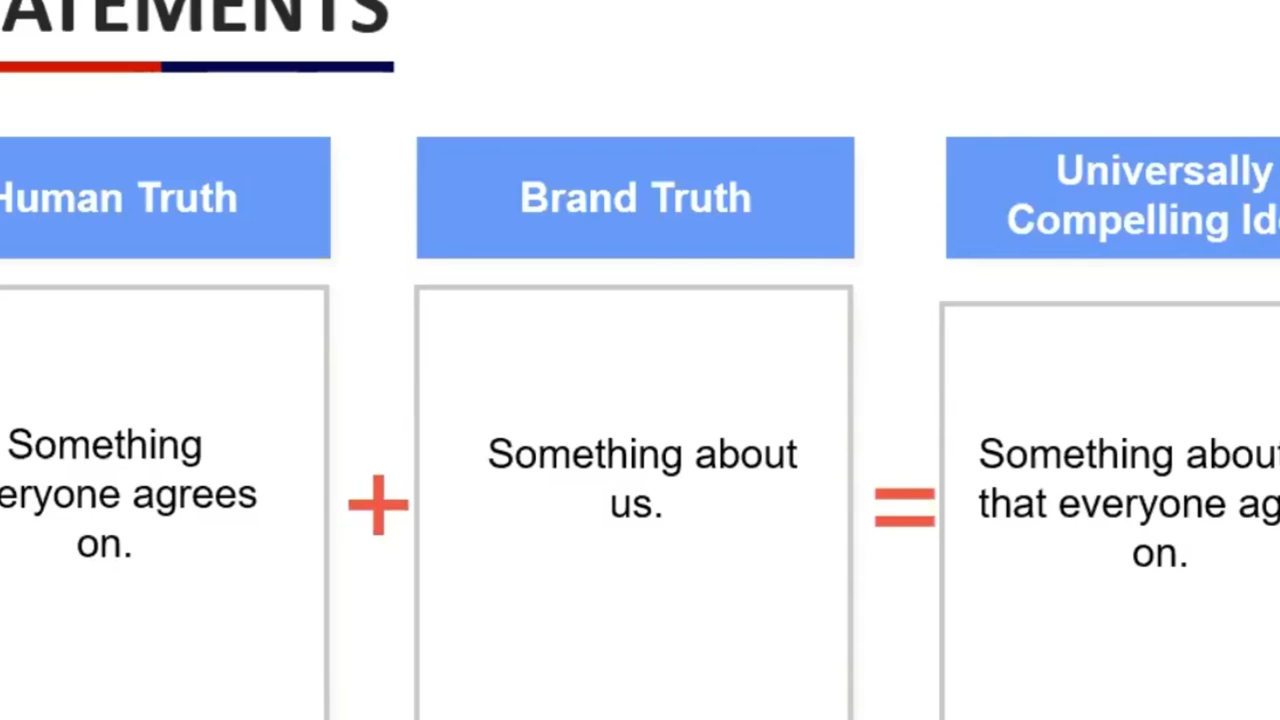 ATEMENTS
Human Truth
Brand Truth
Universally
Compelling Ide
Something
eryone agrees
on.
+
Something about
us.
=
Something about
that everyone ag
on.